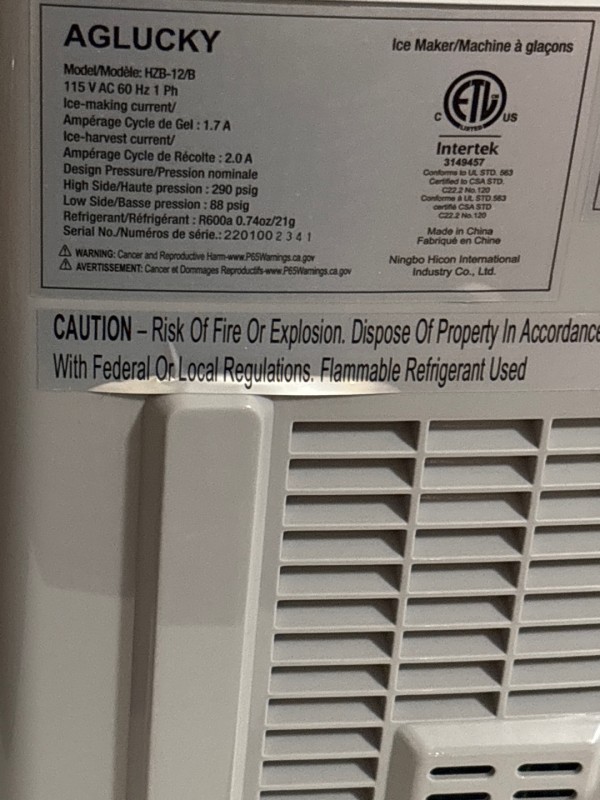 AGLUCKY
Ice Maker/Machine à glaçons
Model/Modèle: HZB-12/B
115 V AC 60 Hz 1 Ph
Ice-making current/
Ampérage Cycle de Gel : 1.7 A
Ice-harvest current/
Ampérage Cycle de Récolte : 2.0 A
Design Pressure/Pression nominale
High Side/Haute pression : 290 psig
Low Side/Basse pression : 88 psig
Refrigerant/Réfrigérant : R600a 0.74oz/21g
Serial No./Numéros de série.: 2201002341
WARNING: Cancer and Reproductive Harm-www.P65Warnings.ca.gov
AVERTISSEMENT: Cancer et Dommages Reproductifs-www.P65Warnings.ca.gov
C ETL US
LISTED
Intertek
3149457
Conforms to UL STD. 563
Certified to CSA STD.
C22.2 No.120
Conforme à UL STD.563
certifié CSA STD
C22.2 No.120
Made in China
Fabriqué en Chine
Ningbo Hicon International
Industry Co., Ltd.
CAUTION – Risk Of Fire Or Explosion. Dispose Of Property In Accordance
With Federal Or Local Regulations. Flammable Refrigerant Used